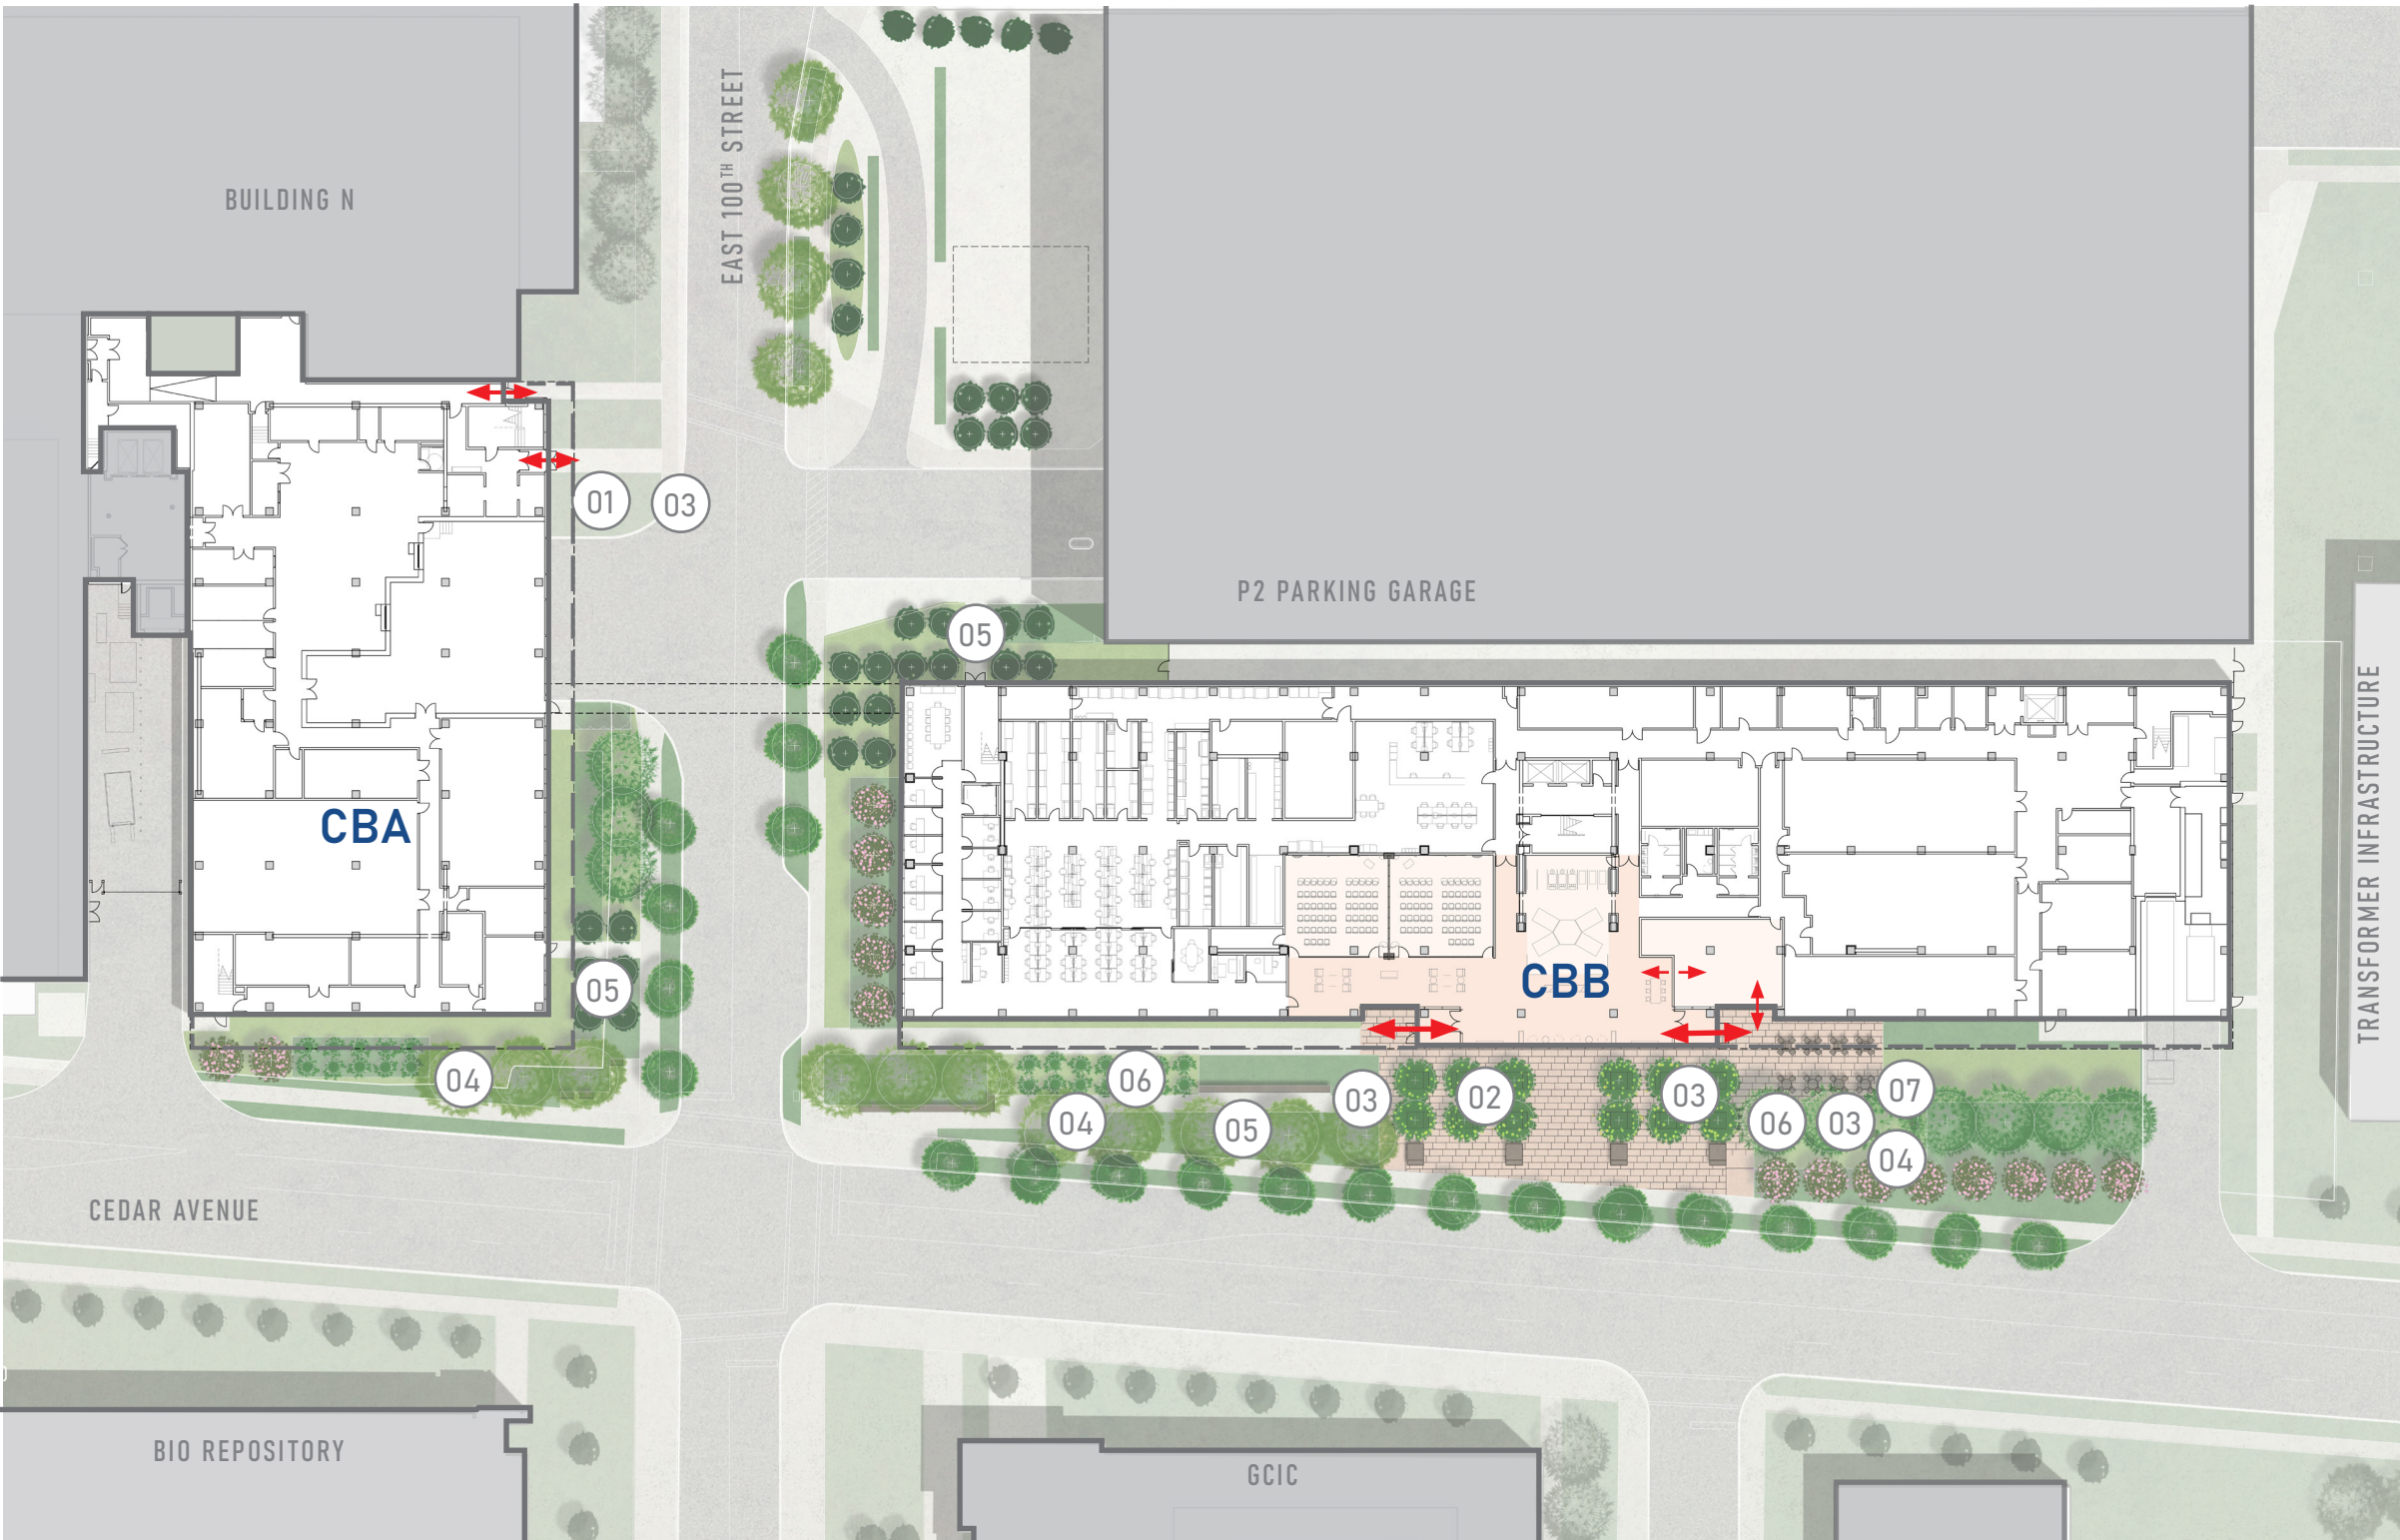 BUILDING N
EAST 100TH STREET
01
03
P2 PARKING GARAGE
05
TRANSFORMER INFRASTRUCTURE
CBA
CBB
05
04
06
03
02
03
07
04
05
06
03
04
CEDAR AVENUE
BIO REPOSITORY
GCIC